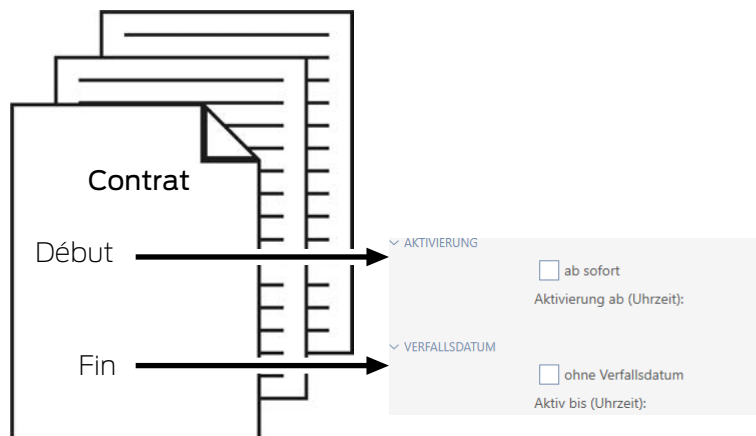 Contrat
Début
AKTIVIERUNG
ab sofort
Aktivierung ab (Uhrzeit):
Fin
VERFALLSDATUM
ohne Verfallsdatum
Aktiv bis (Uhrzeit):